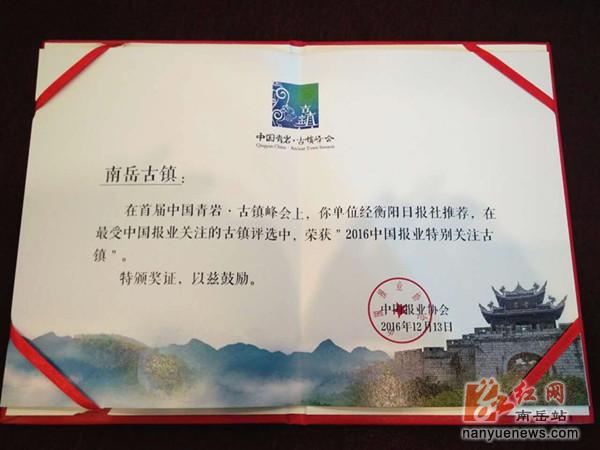 中国青岩·古镇峰会
Qingyan China · Ancient Town Summit
南岳古镇：
在首届中国青岩·古镇峰会上，你单位经衡阳日报社推荐，在
最受中国报业关注的古镇评选中，荣获"2016中国报业特别关注古
镇"。
特颁奖证，以兹鼓励。
中国报业协会
2016年12月13日
红网
南岳站
nanyuenews.com